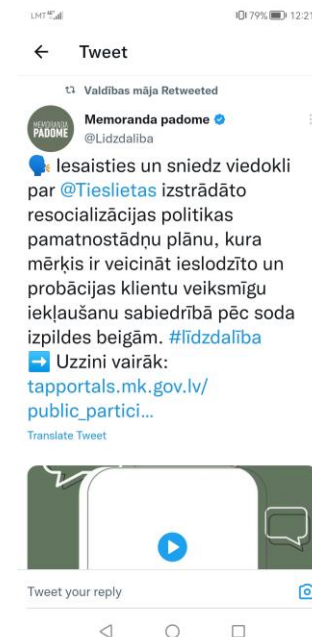 LMT 79% 12:21
Tweet
Valdības māja Retweeted
MEMORANDA
PADOME
Memoranda padome
@Lidzdaliba
Iesaisties un sniedz viedokli
par @Tieslietas izstrādāto
resocializācijas politikas
pamatnostādņu plānu, kura
mērķis ir veicināt ieslodzīto un
probācijas klientu veiksmīgu
iekļaušanu sabiedrībā pēc soda
izpildes beigām. #līdzdalība
Uzzini vairāk:
tapportals.mk.gov.lv/
public_partici...
Translate Tweet
Tweet your reply